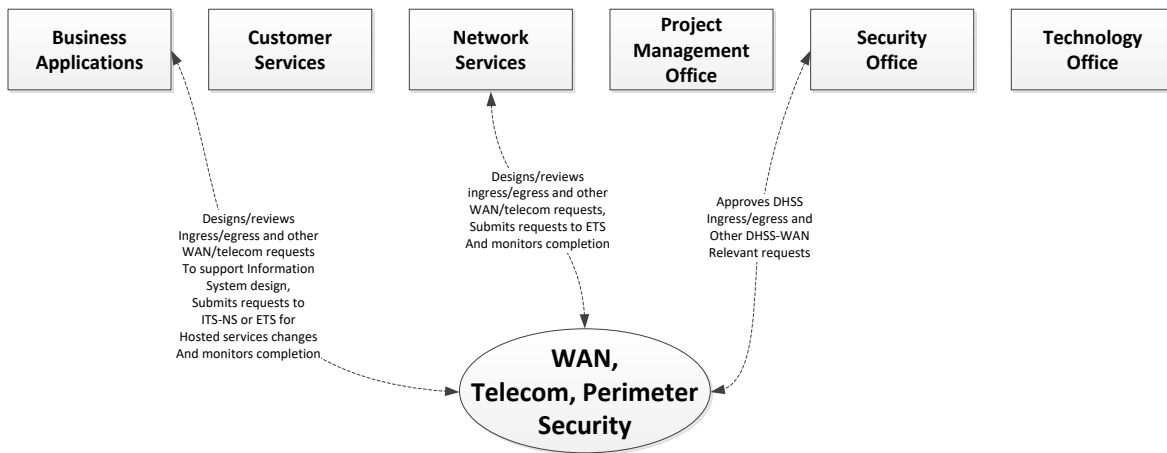 Business
Applications
Customer
Services
Network
Services
Project
Management
Office
Security
Office
Technology
Office
Designs/reviews
Ingress/egress and other
WAN/telecom requests
To support Information
System design,
Submits requests to
ITS-NS or ETS for
Hosted services changes
And monitors completion
Designs/reviews
ingress/egress and other
WAN/telecom requests,
Submits requests to ETS
And monitors completion
Approves DHSS
Ingress/egress and
Other DHSS-WAN
Relevant requests
WAN,
Telecom, Perimeter
Security